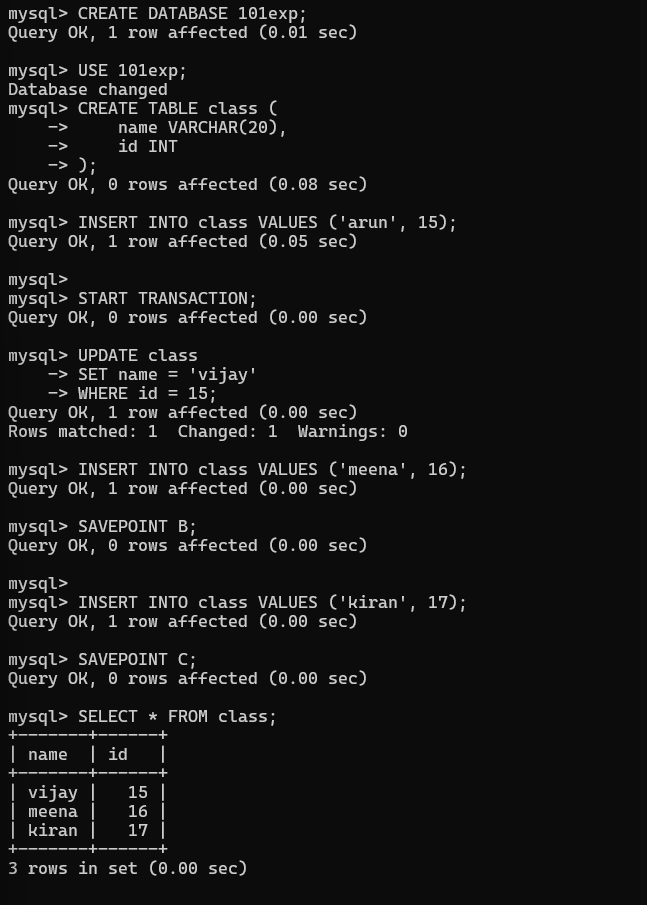 mysql> CREATE DATABASE 101exp;
Query OK, 1 row affected (0.01 sec)

mysql> USE 101exp;
Database changed
mysql> CREATE TABLE class (
    ->     name VARCHAR(20),
    ->     id INT
    -> );
Query OK, 0 rows affected (0.08 sec)

mysql> INSERT INTO class VALUES ('arun', 15);
Query OK, 1 row affected (0.05 sec)

mysql>
mysql> START TRANSACTION;
Query OK, 0 rows affected (0.00 sec)

mysql> UPDATE class
    -> SET name = 'vijay'
    -> WHERE id = 15;
Query OK, 1 row affected (0.00 sec)
Rows matched: 1  Changed: 1  Warnings: 0

mysql> INSERT INTO class VALUES ('meena', 16);
Query OK, 1 row affected (0.00 sec)

mysql> SAVEPOINT B;
Query OK, 0 rows affected (0.00 sec)

mysql>
mysql> INSERT INTO class VALUES ('kiran', 17);
Query OK, 1 row affected (0.00 sec)

mysql> SAVEPOINT C;
Query OK, 0 rows affected (0.00 sec)

mysql> SELECT * FROM class;
+-------+------+
| name  | id   |
+-------+------+
| vijay |   15 |
| meena |   16 |
| kiran |   17 |
+-------+------+
3 rows in set (0.00 sec)